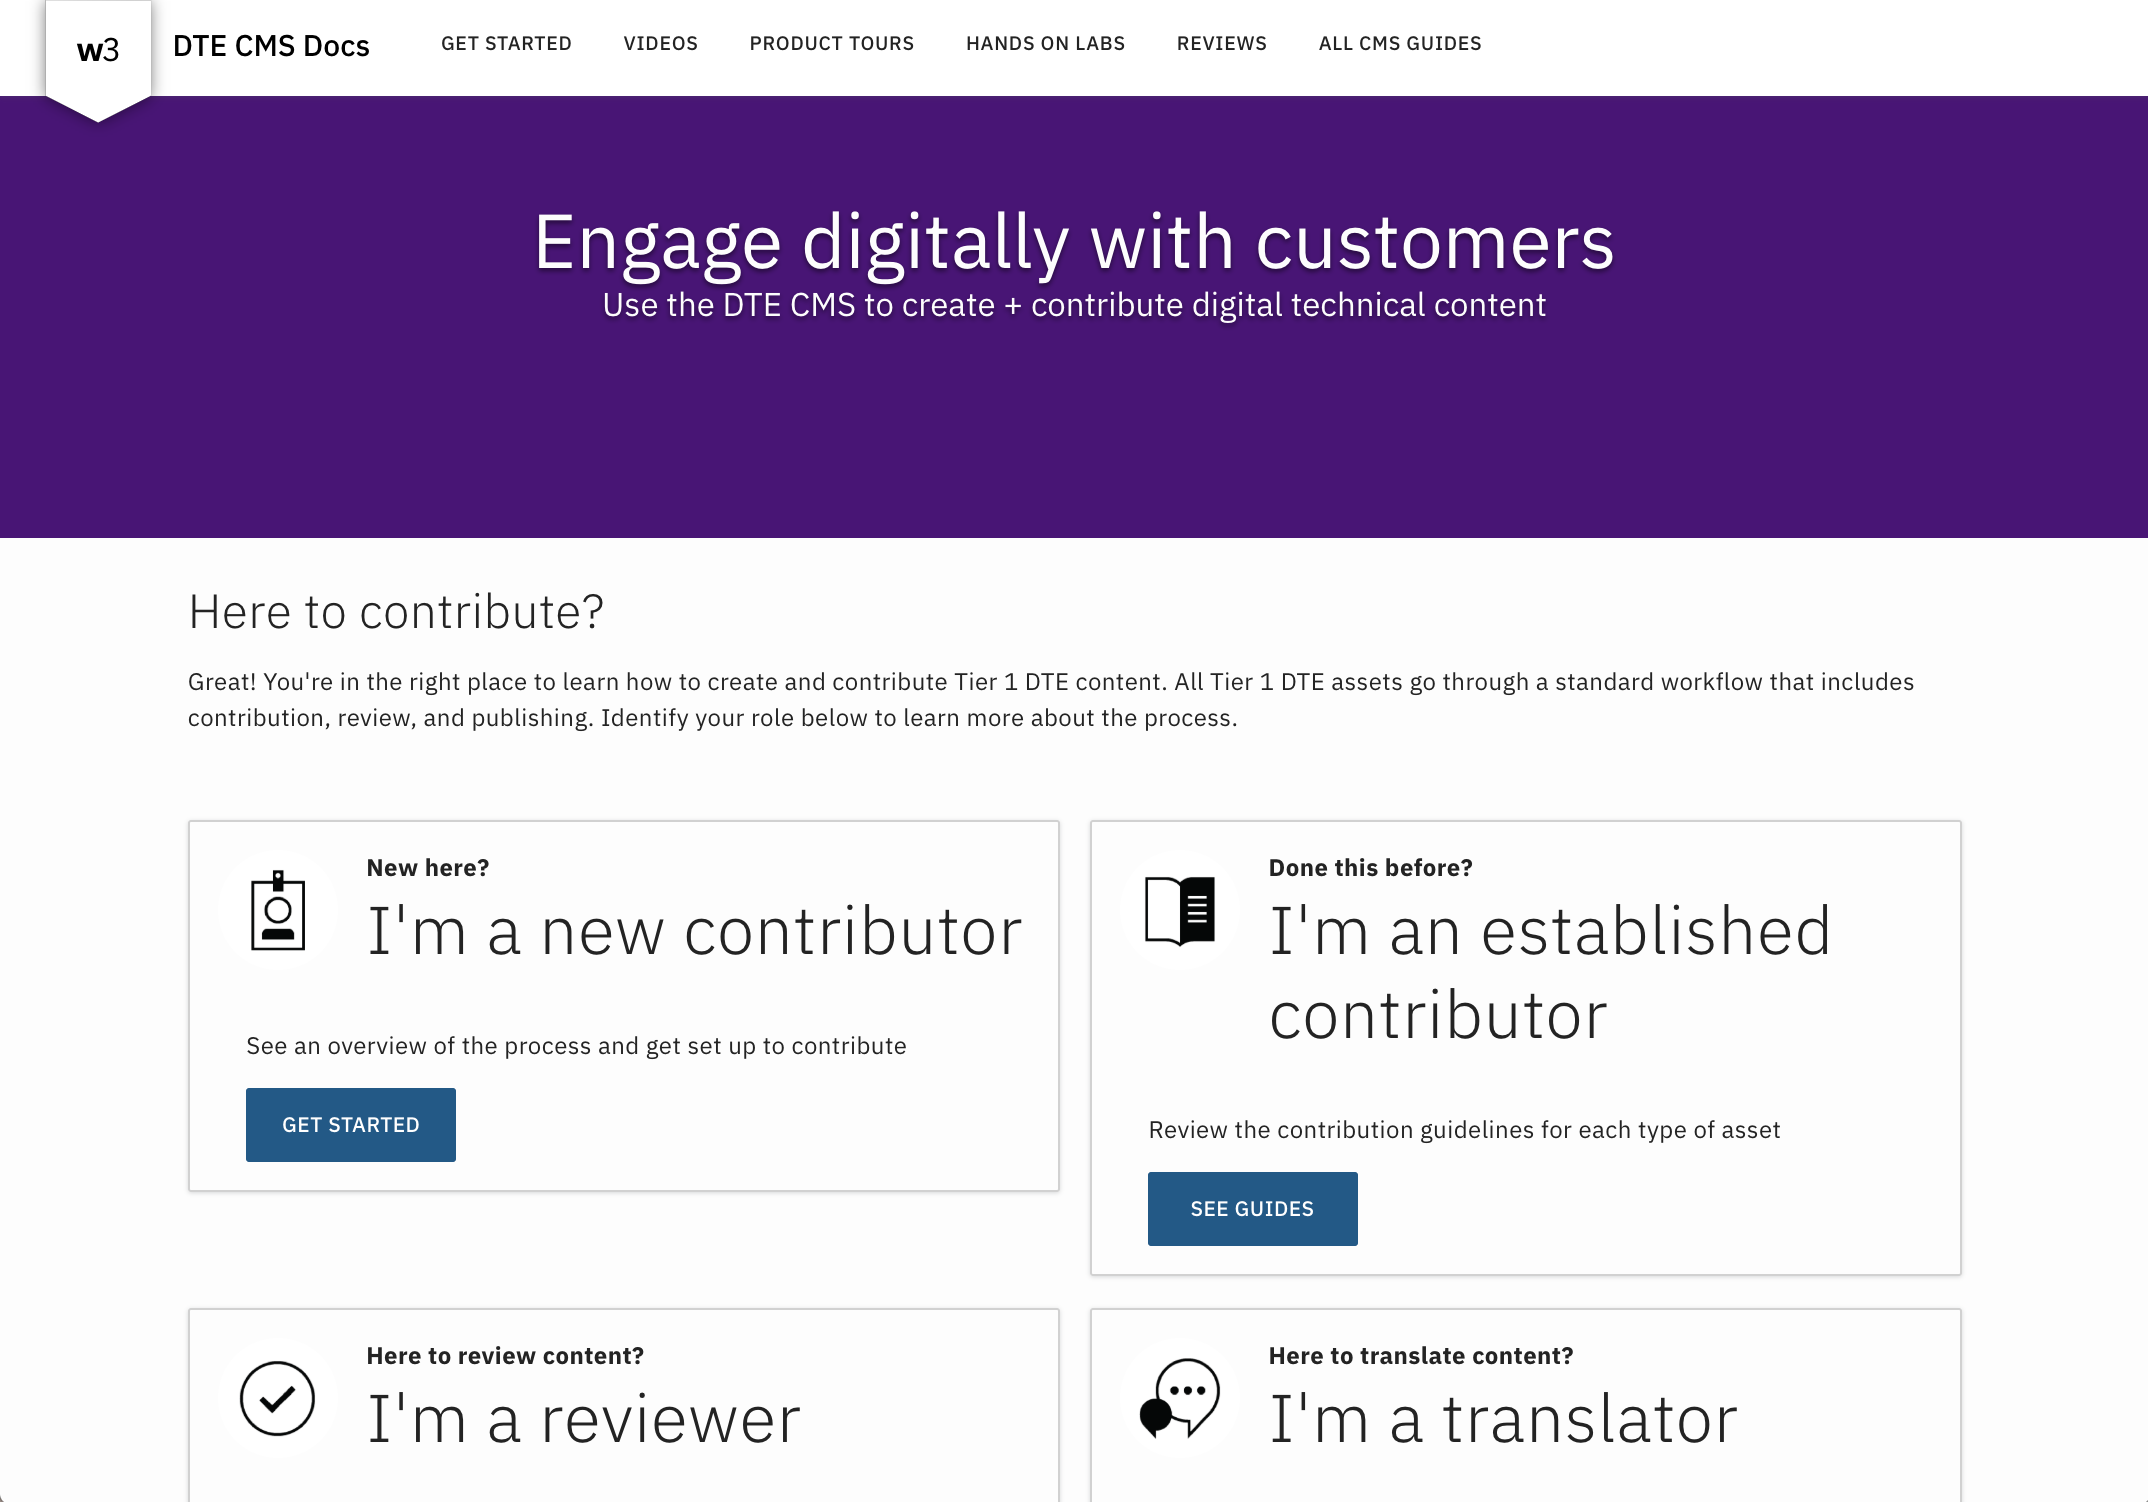 w3
DTE CMS Docs
GET STARTED
VIDEOS
PRODUCT TOURS
HANDS ON LABS
REVIEWS
ALL CMS GUIDES
Engage digitally with customers
Use the DTE CMS to create + contribute digital technical content
Here to contribute?
Great! You're in the right place to learn how to create and contribute Tier 1 DTE content. All Tier 1 DTE assets go through a standard workflow that includes
contribution, review, and publishing. Identify your role below to learn more about the process.
New here?
I'm a new contributor
See an overview of the process and get set up to contribute
GET STARTED
Done this before?
I'm an established
contributor
Review the contribution guidelines for each type of asset
SEE GUIDES
Here to review content?
I'm a reviewer
Here to translate content?
I'm a translator